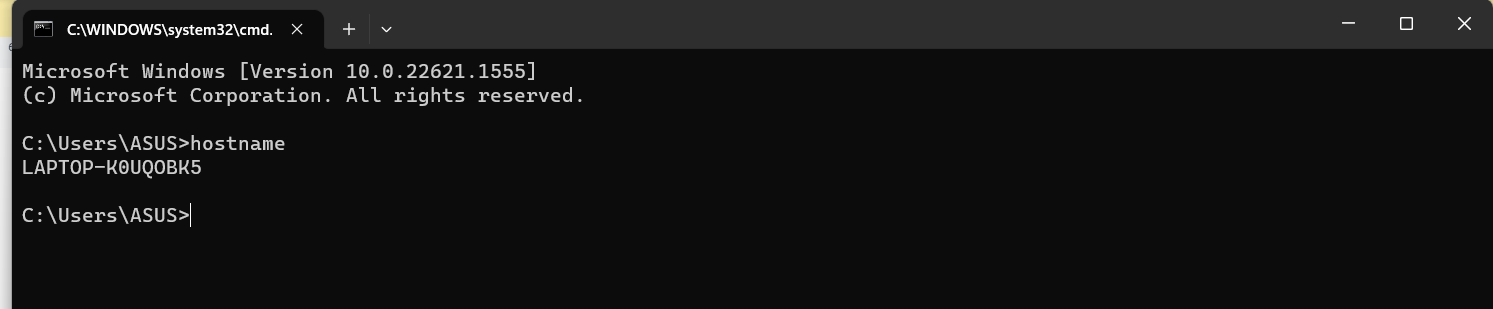 C:\WINDOWS\system32\cmd.
Microsoft Windows [Version 10.0.22621.1555]
(c) Microsoft Corporation. All rights reserved.
C:\Users\ASUS>hostname
LAPTOP-K0UQOBK5
C:\Users\ASUS>